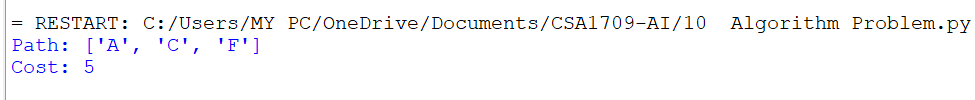 = RESTART: C:/Users/MY PC/OneDrive/Documents/CSA1709-AI/10  Algorithm Problem.py
Path: ['A', 'C', 'F']
Cost: 5